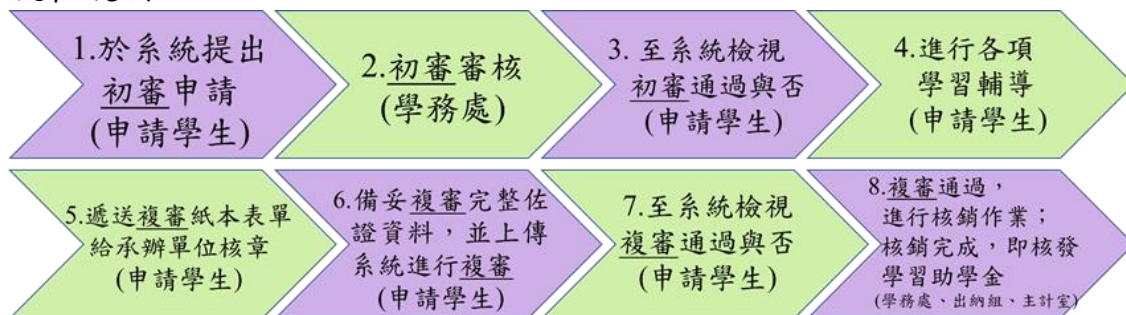 1.於系統提出
初審申請
(申請學生)
2.初審審核
(學務處)
3.至系統檢視
初審通過與否
(申請學生)
4.進行各項
學習輔導
(申請學生)
5.遞送複審紙本表單
給承辦單位核章
(申請學生)
6.備妥複審完整佐
證資料，並上傳
系統進行複審
(申請學生)
7.至系統檢視
複審通過與否
(申請學生)
8.複審通過，
進行核銷作業；
核銷完成，即核發
學習助學金
(學務處、出納組、主計室)